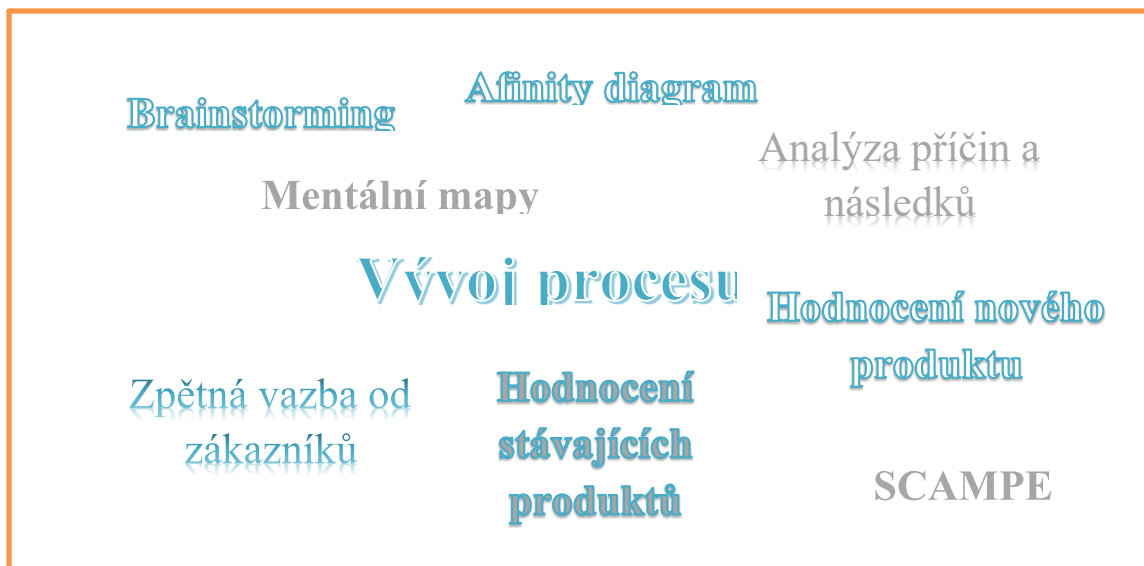 Afinity diagram
Brainstorming
Analýza příčin a
následků
Mentální mapy
Vývoj procesu
Hodnocení nového
produktu
Zpětná vazba od
zákazníků
Hodnocení
stávajících
produktů
SCAMPE